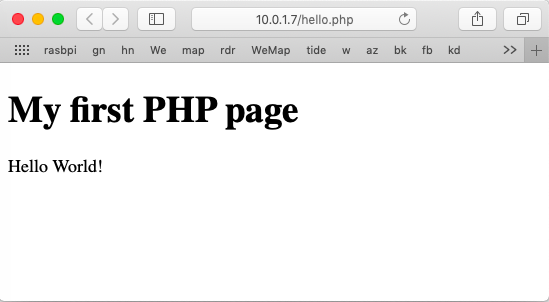 10.0.1.7/hello.php
rasbpi gn hn We map rdr WeMap tide w az bk fb kd >> +
My first PHP page
Hello World!